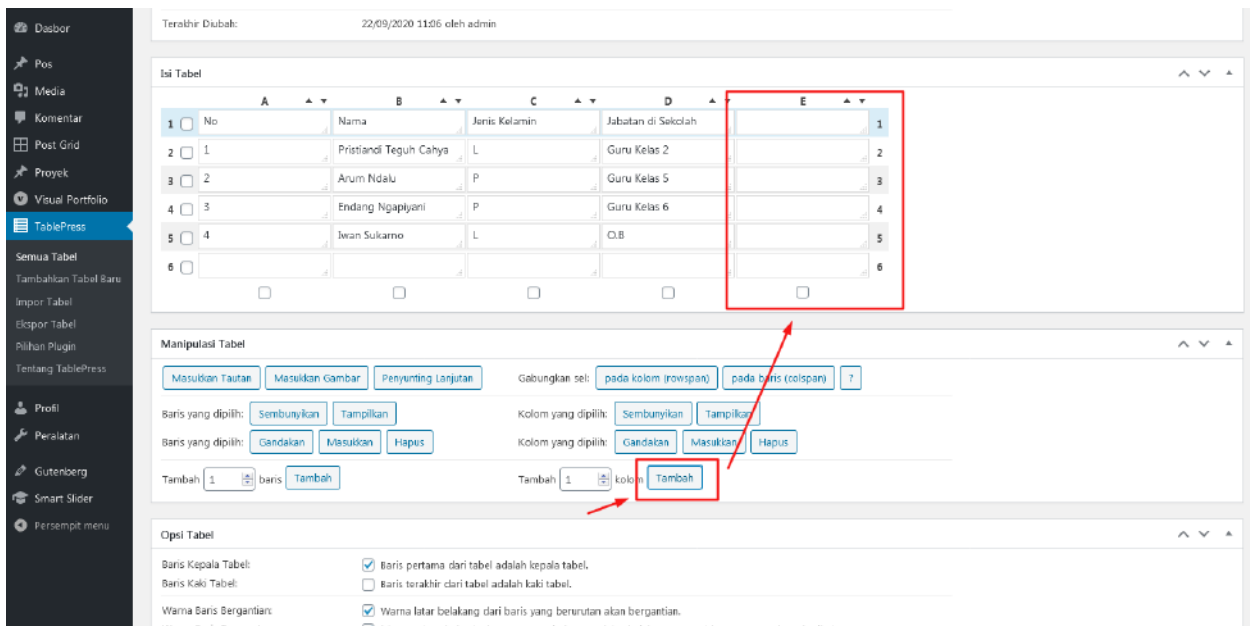 Dasbor
Pos
Media
Komentar
Post Grid
Proyek
Visual Portfolio
TablePress
Semua Tabel
Tambahkan Tabel Baru
Impor Tabel
Ekspor Tabel
Pilihan Plugin
Tentang TablePress
Profil
Peralatan
Gutenberg
Smart Slider
Persempit menu
Terakhir Diubah: 22/09/2020 11:06 oleh admin
Isi Tabel
A B C D E
1 No Nama Jenis Kelamin Jabatan di Sekolah 1
2 1 Pristiandi Teguh Cahya L Guru Kelas 2 2
3 2 Arum Ndalu P Guru Kelas 5 3
4 3 Endang Ngapiyani P Guru Kelas 6 4
5 4 Iwan Sukarno L O.B 5
6 6
Manipulasi Tabel
Masukkan Tautan Masukkan Gambar Penyunting Lanjutan Gabungkan sel: pada kolom (rowspan) pada baris (colspan) ?
Baris yang dipilih: Sembunyikan Tampilkan Kolom yang dipilih: Sembunyikan Tampilkan
Baris yang dipilih: Gandakan Masukkan Hapus Kolom yang dipilih: Gandakan Masukkan Hapus
Tambah 1 baris Tambah Tambah 1 kolom Tambah
Opsi Tabel
Baris Kepala Tabel: Baris pertama dari tabel adalah kepala tabel.
Baris Kaki Tabel: Baris terakhir dari tabel adalah kaki tabel.
Warna Baris Bergantian: Warna latar belakang dari baris yang berurutan akan bergantian.